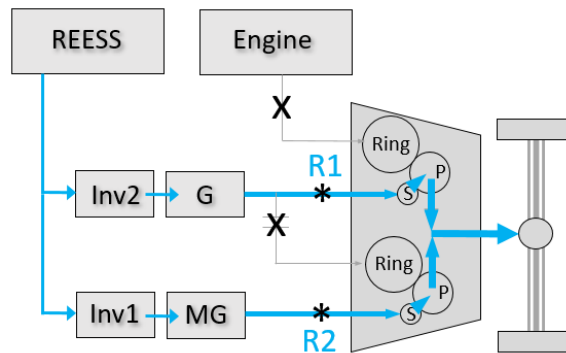 REESS
Engine
X
Ring
R1
P
Inv2
G
*
S
X
Ring
P
Inv1
MG
*
S
R2